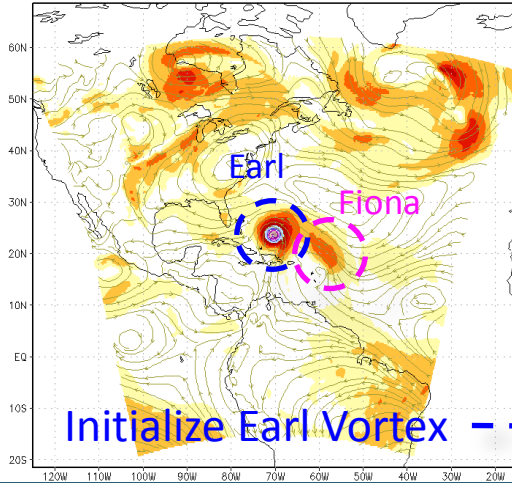 60N
50N
40N
Earl
30N
Fiona
20N
10N
EQ
10S
Initialize Earl Vortex
20S
120W 110W 100W 90W 80W 70W 60W 50W 40W 30W 20W